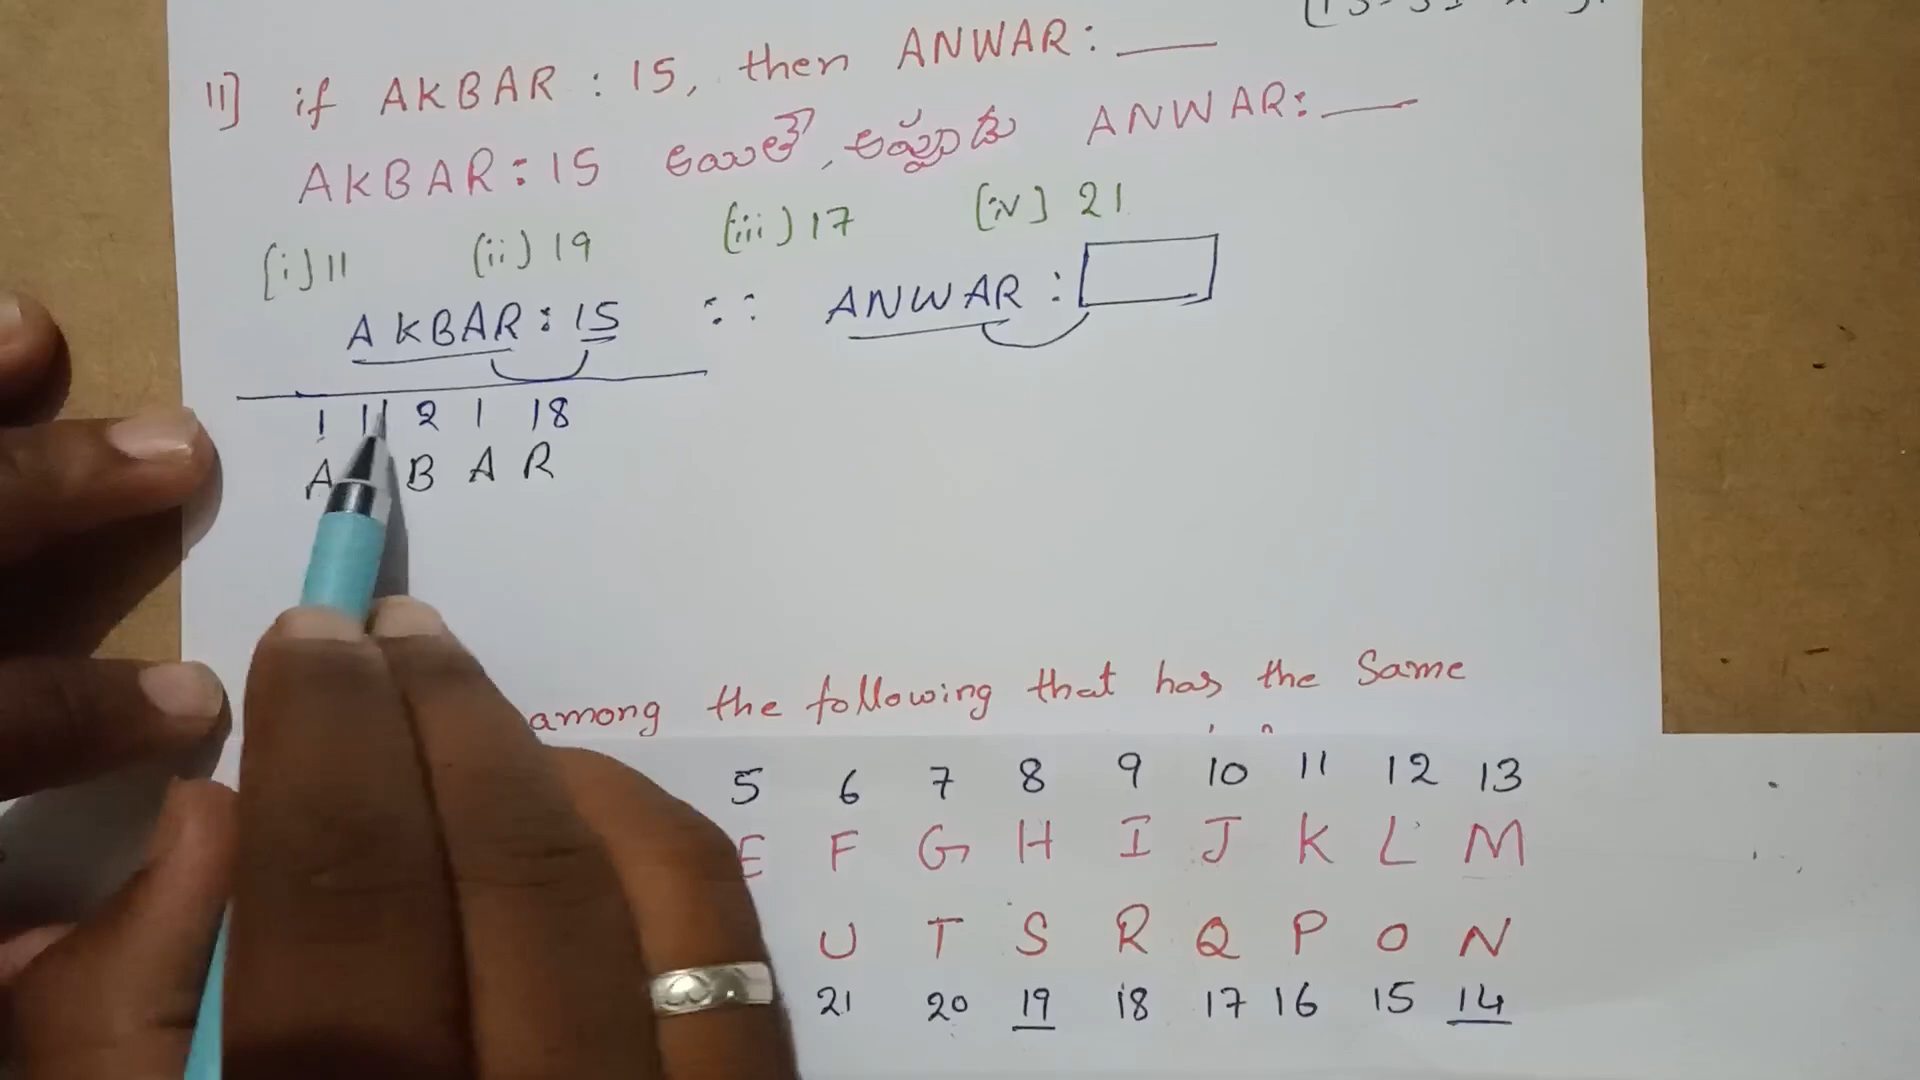 11] if AKBAR : 15, then ANWAR: ___
AKBAR : 15 అయితే, అప్పుడు ANWAR: ___
(i) 11 (ii) 19 (iii) 17 (iv) 21
AKBAR : 15 :: ANWAR :
1 11 2 1 18
A B A R
among the following that has the Same
5 6 7 8 9 10 11 12 13
E F G H I J K L M
U T S R Q P O N
21 20 19 18 17 16 15 14